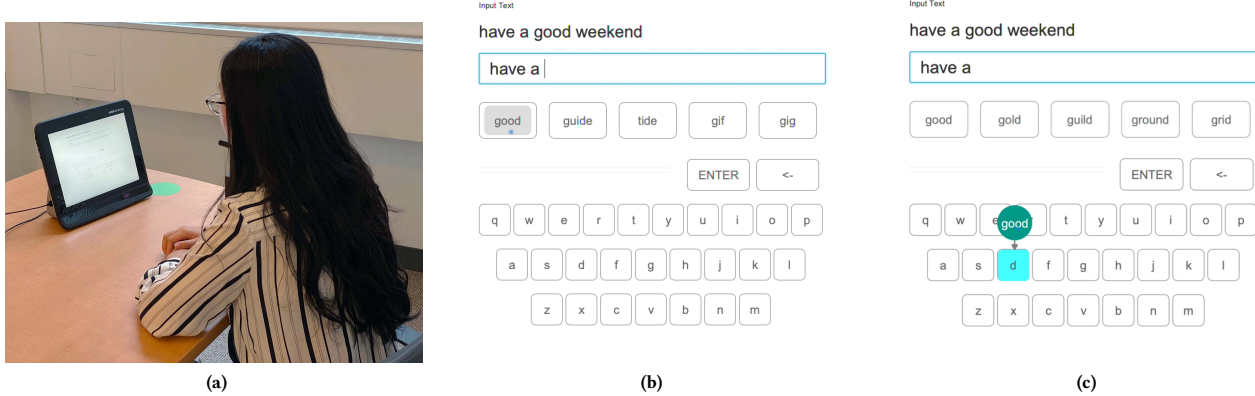 Input Text
have a good weekend
have a
good guide tide gif gig
ENTER <-
q w e r t y u i o p
a s d f g h j k l
z x c v b n m
Input Text
have a good weekend
have a
good gold guild ground grid
ENTER <-
q w e t y u i o p
good
a s d f g h j k l
z x c v b n m
(a) (b) (c)